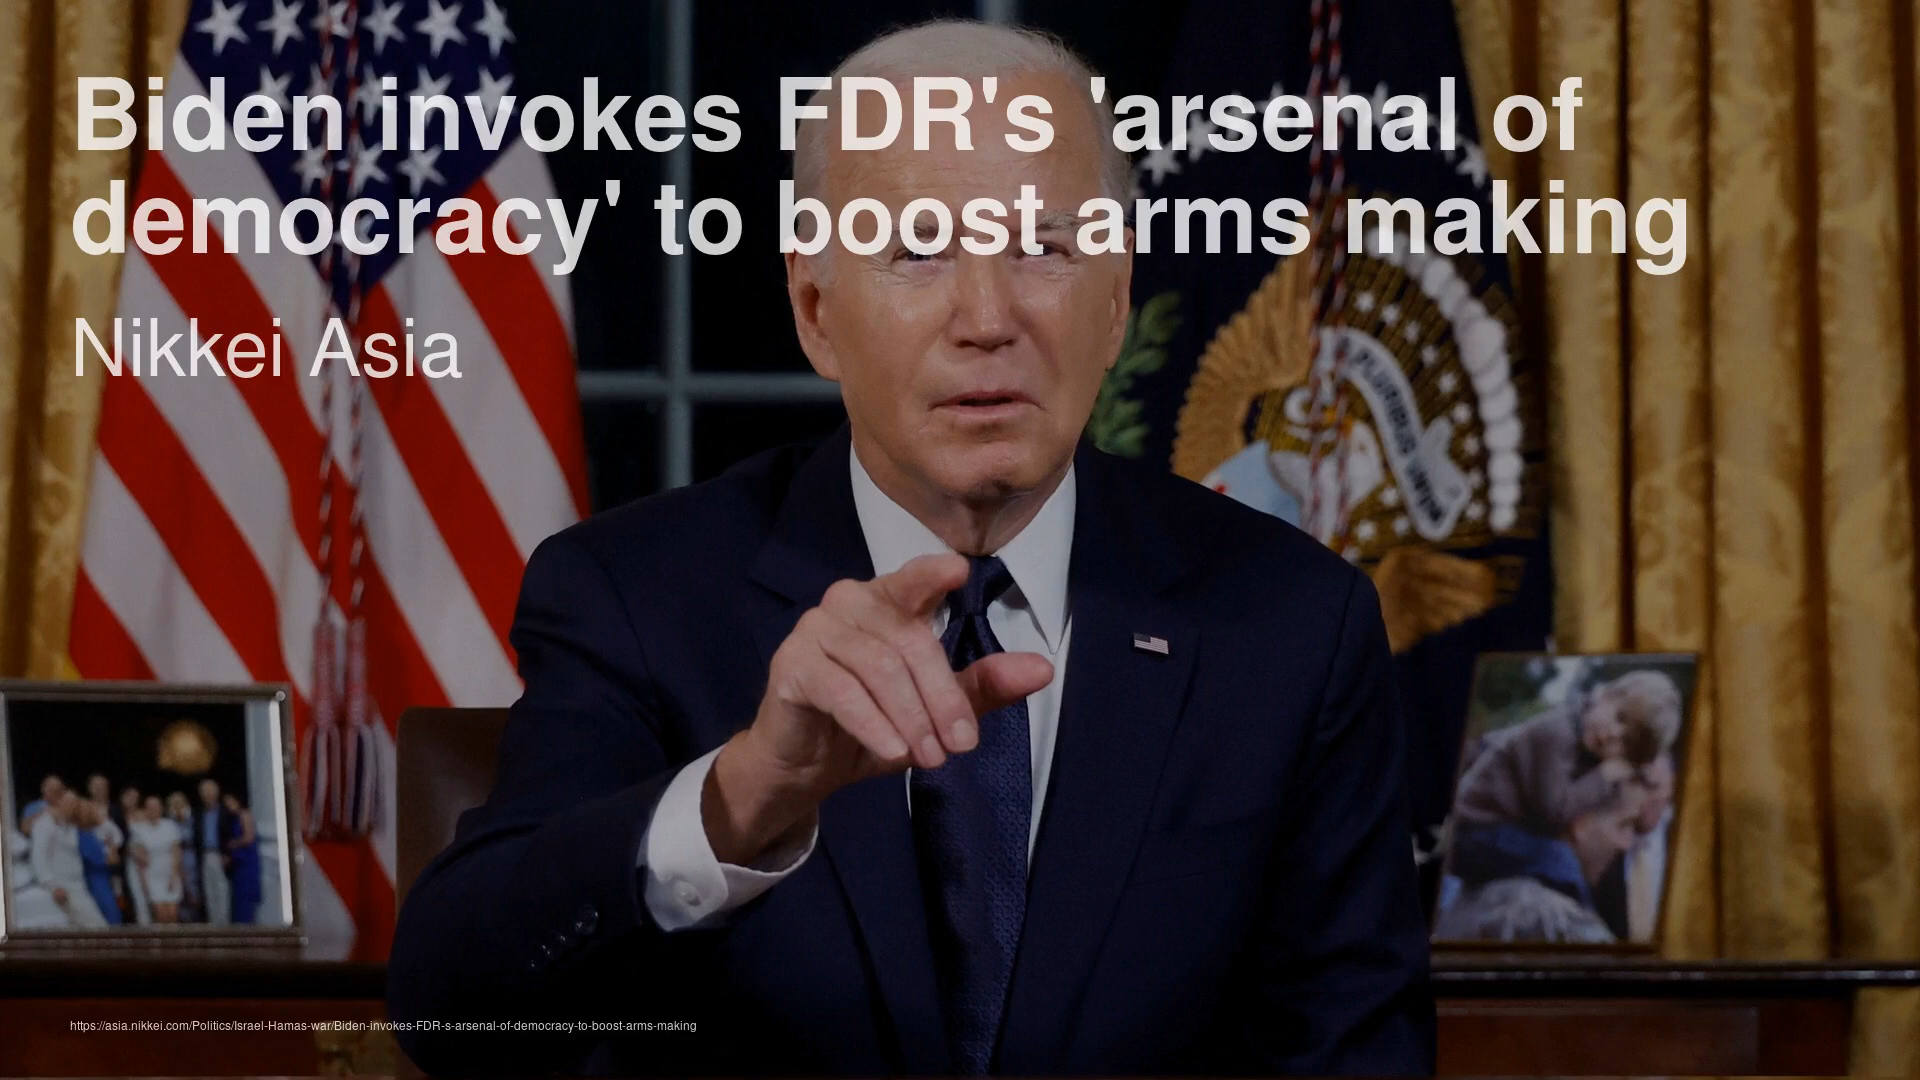 Biden invokes FDR's 'arsenal of
democracy' to boost arms making
Nikkei Asia
PLURIBUS
https://asia.nikkei.com/Politics/Israel-Hamas-war/Biden-invokes-FDR-s-arsenal-of-democracy-to-boost-arms-making